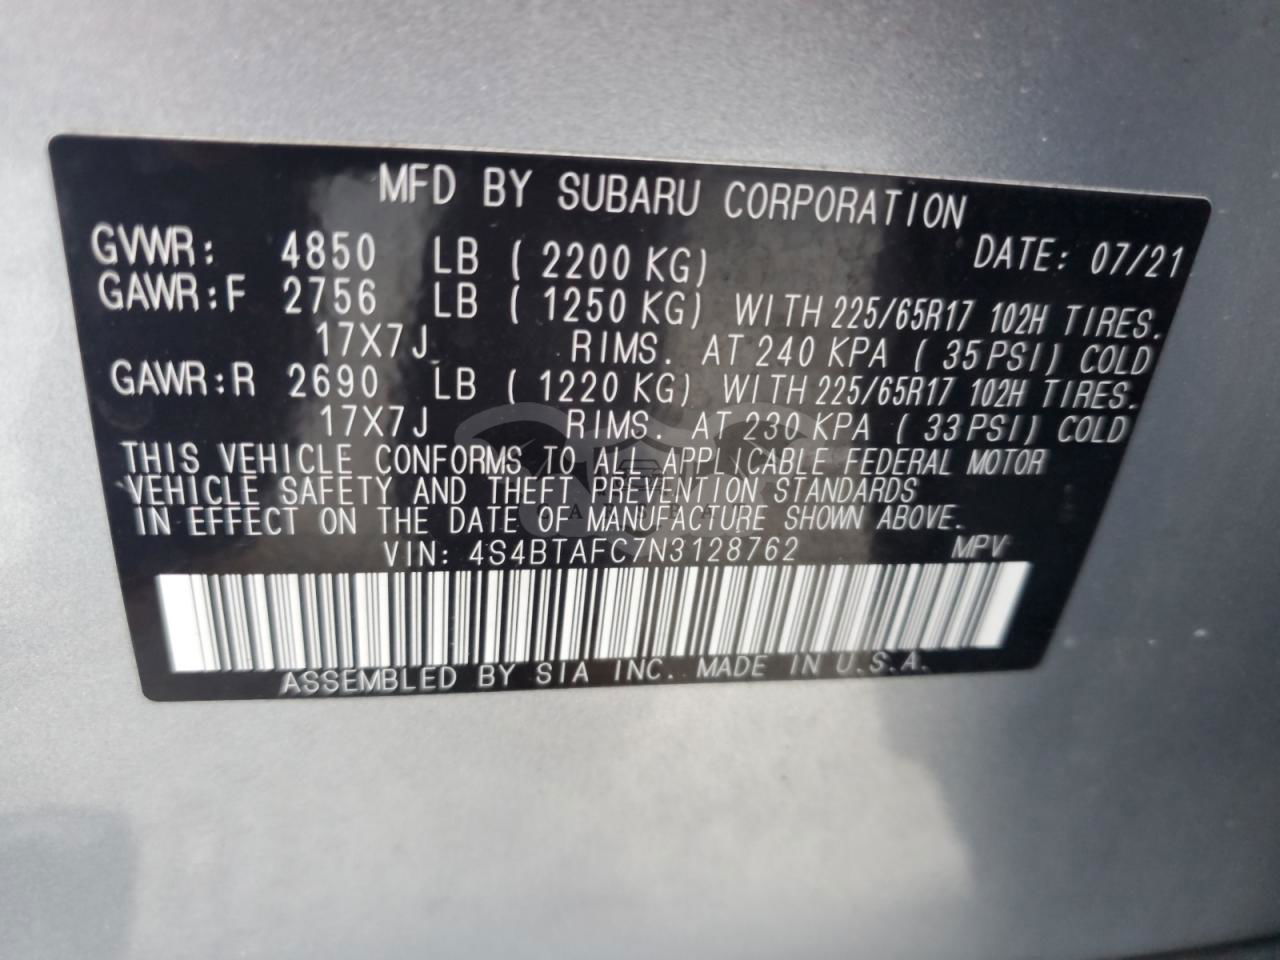 MFD BY SUBARU CORPORATION
GVWR: 4850 LB ( 2200 KG) DATE: 07/21
GAWR:F 2756 LB ( 1250 KG) WITH 225/65R17 102H TIRES.
17X7J RIMS. AT 240 KPA ( 35 PSI) COLD
GAWR:R 2690 LB ( 1220 KG) WITH 225/65R17 102H TIRES.
17X7J RIMS. AT 230 KPA ( 33 PSI) COLD
THIS VEHICLE CONFORMS TO ALL APPLICABLE FEDERAL MOTOR
VEHICLE SAFETY AND THEFT PREVENTION STANDARDS
IN EFFECT ON THE DATE OF MANUFACTURE SHOWN ABOVE.
VIN: 4S4BTAFC7N3128762 MPV
ASSEMBLED BY SIA INC. MADE IN U.S.A.